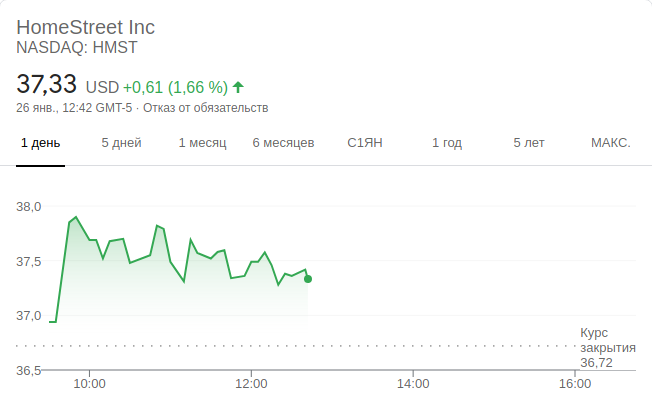 HomeStreet Inc
NASDAQ: HMST
37,33 USD +0,61 (1,66 %)
26 янв., 12:42 GMT-5 · Отказ от обязательств
1 день 5 дней 1 месяц 6 месяцев С1ЯН 1 год 5 лет МАКС.
38,0
37,5
37,0
Курс
закрытия
36,72
36,5
10:00 12:00 14:00 16:00